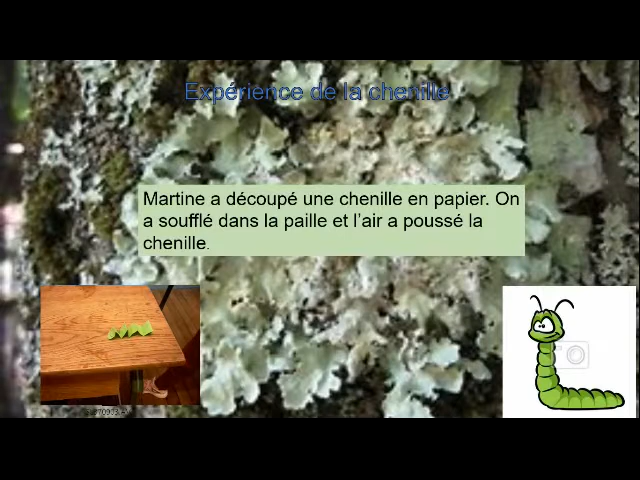 Expérience de la chenille
Martine a découpé une chenille en papier. On
a soufflé dans la paille et l'air a poussé la
chenille.